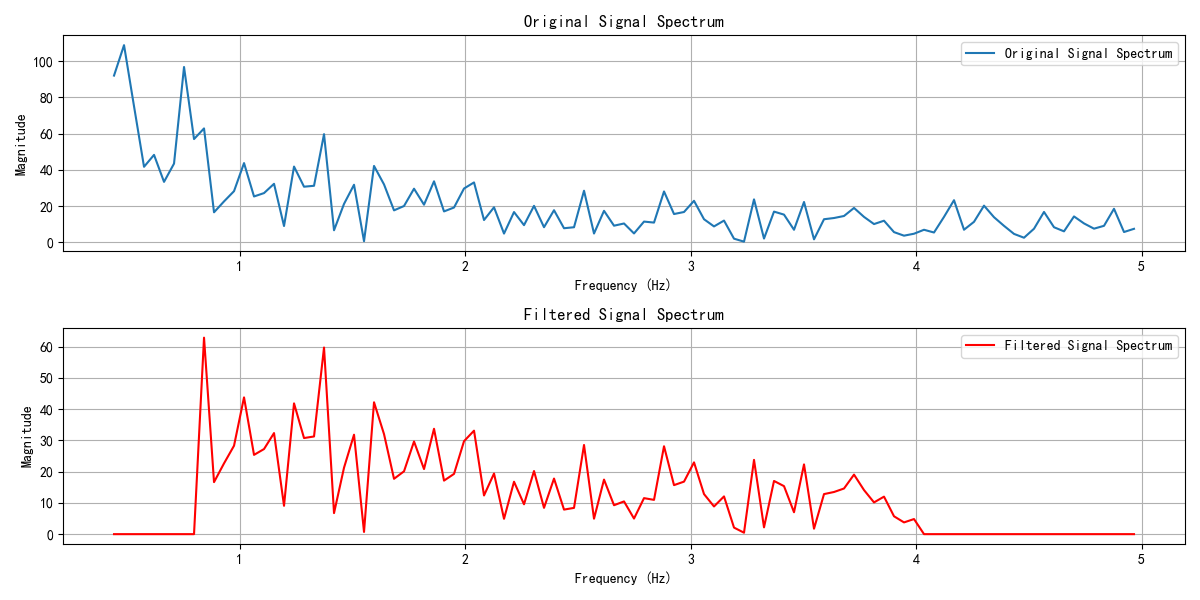 Original Signal Spectrum
Original Signal Spectrum
Magnitude
100
80
60
40
20
0
1 2 3 4 5
Frequency (Hz)
Filtered Signal Spectrum
Filtered Signal Spectrum
Magnitude
60
50
40
30
20
10
0
1 2 3 4 5
Frequency (Hz)